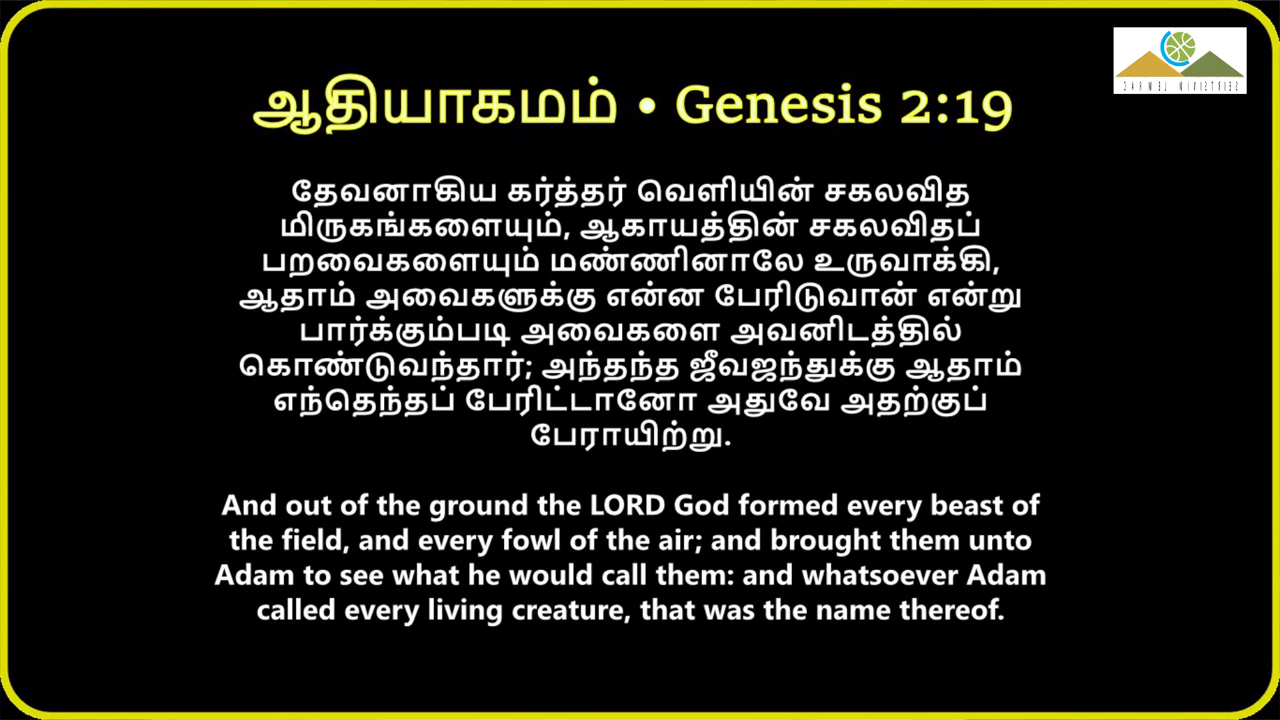 CARMEL MINISTRIES
ஆதியாகமம் • Genesis 2:19
தேவனாகிய கர்த்தர் வெளியின் சகலவித
மிருகங்களையும், ஆகாயத்தின் சகலவிதப்
பறவைகளையும் மண்ணினாலே உருவாக்கி,
ஆதாம் அவைகளுக்கு என்ன பேரிடுவான் என்று
பார்க்கும்படி அவைகளை அவனிடத்தில்
கொண்டுவந்தார்; அந்தந்த ஜீவஜந்துக்கு ஆதாம்
எந்தெந்தப் பேரிட்டானோ அதுவே அதற்குப்
பேராயிற்று.
And out of the ground the LORD God formed every beast of
the field, and every fowl of the air; and brought them unto
Adam to see what he would call them: and whatsoever Adam
called every living creature, that was the name thereof.